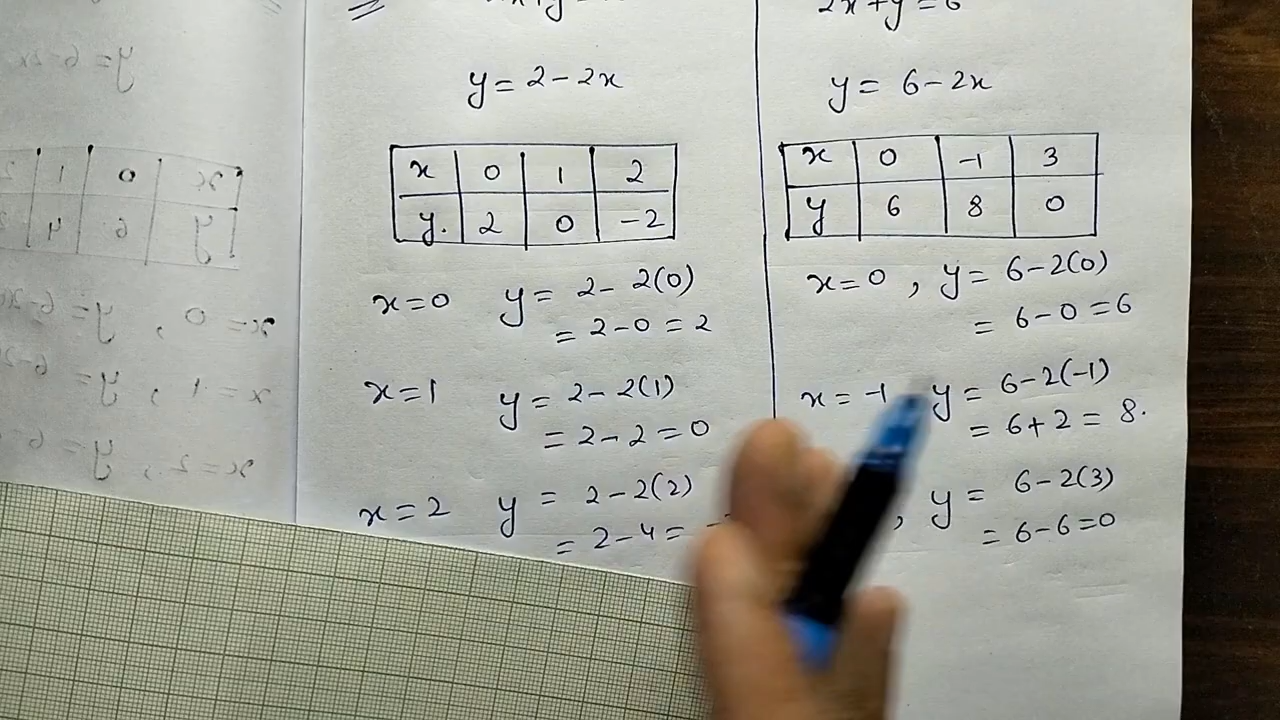 y = 2 - 2x
x 0 1 2
y. 2 0 -2
x = 0 y = 2 - 2(0)
= 2 - 0 = 2
x = 1 y = 2 - 2(1)
= 2 - 2 = 0
x = 2 y = 2 - 2(2)
= 2 - 4 = -
2x + y = 6
y = 6 - 2x
x 0 -1 3
y 6 8 0
x = 0 , y = 6 - 2(0)
= 6 - 0 = 6
x = -1 y = 6 - 2(-1)
= 6 + 2 = 8.
, y = 6 - 2(3)
= 6 - 6 = 0